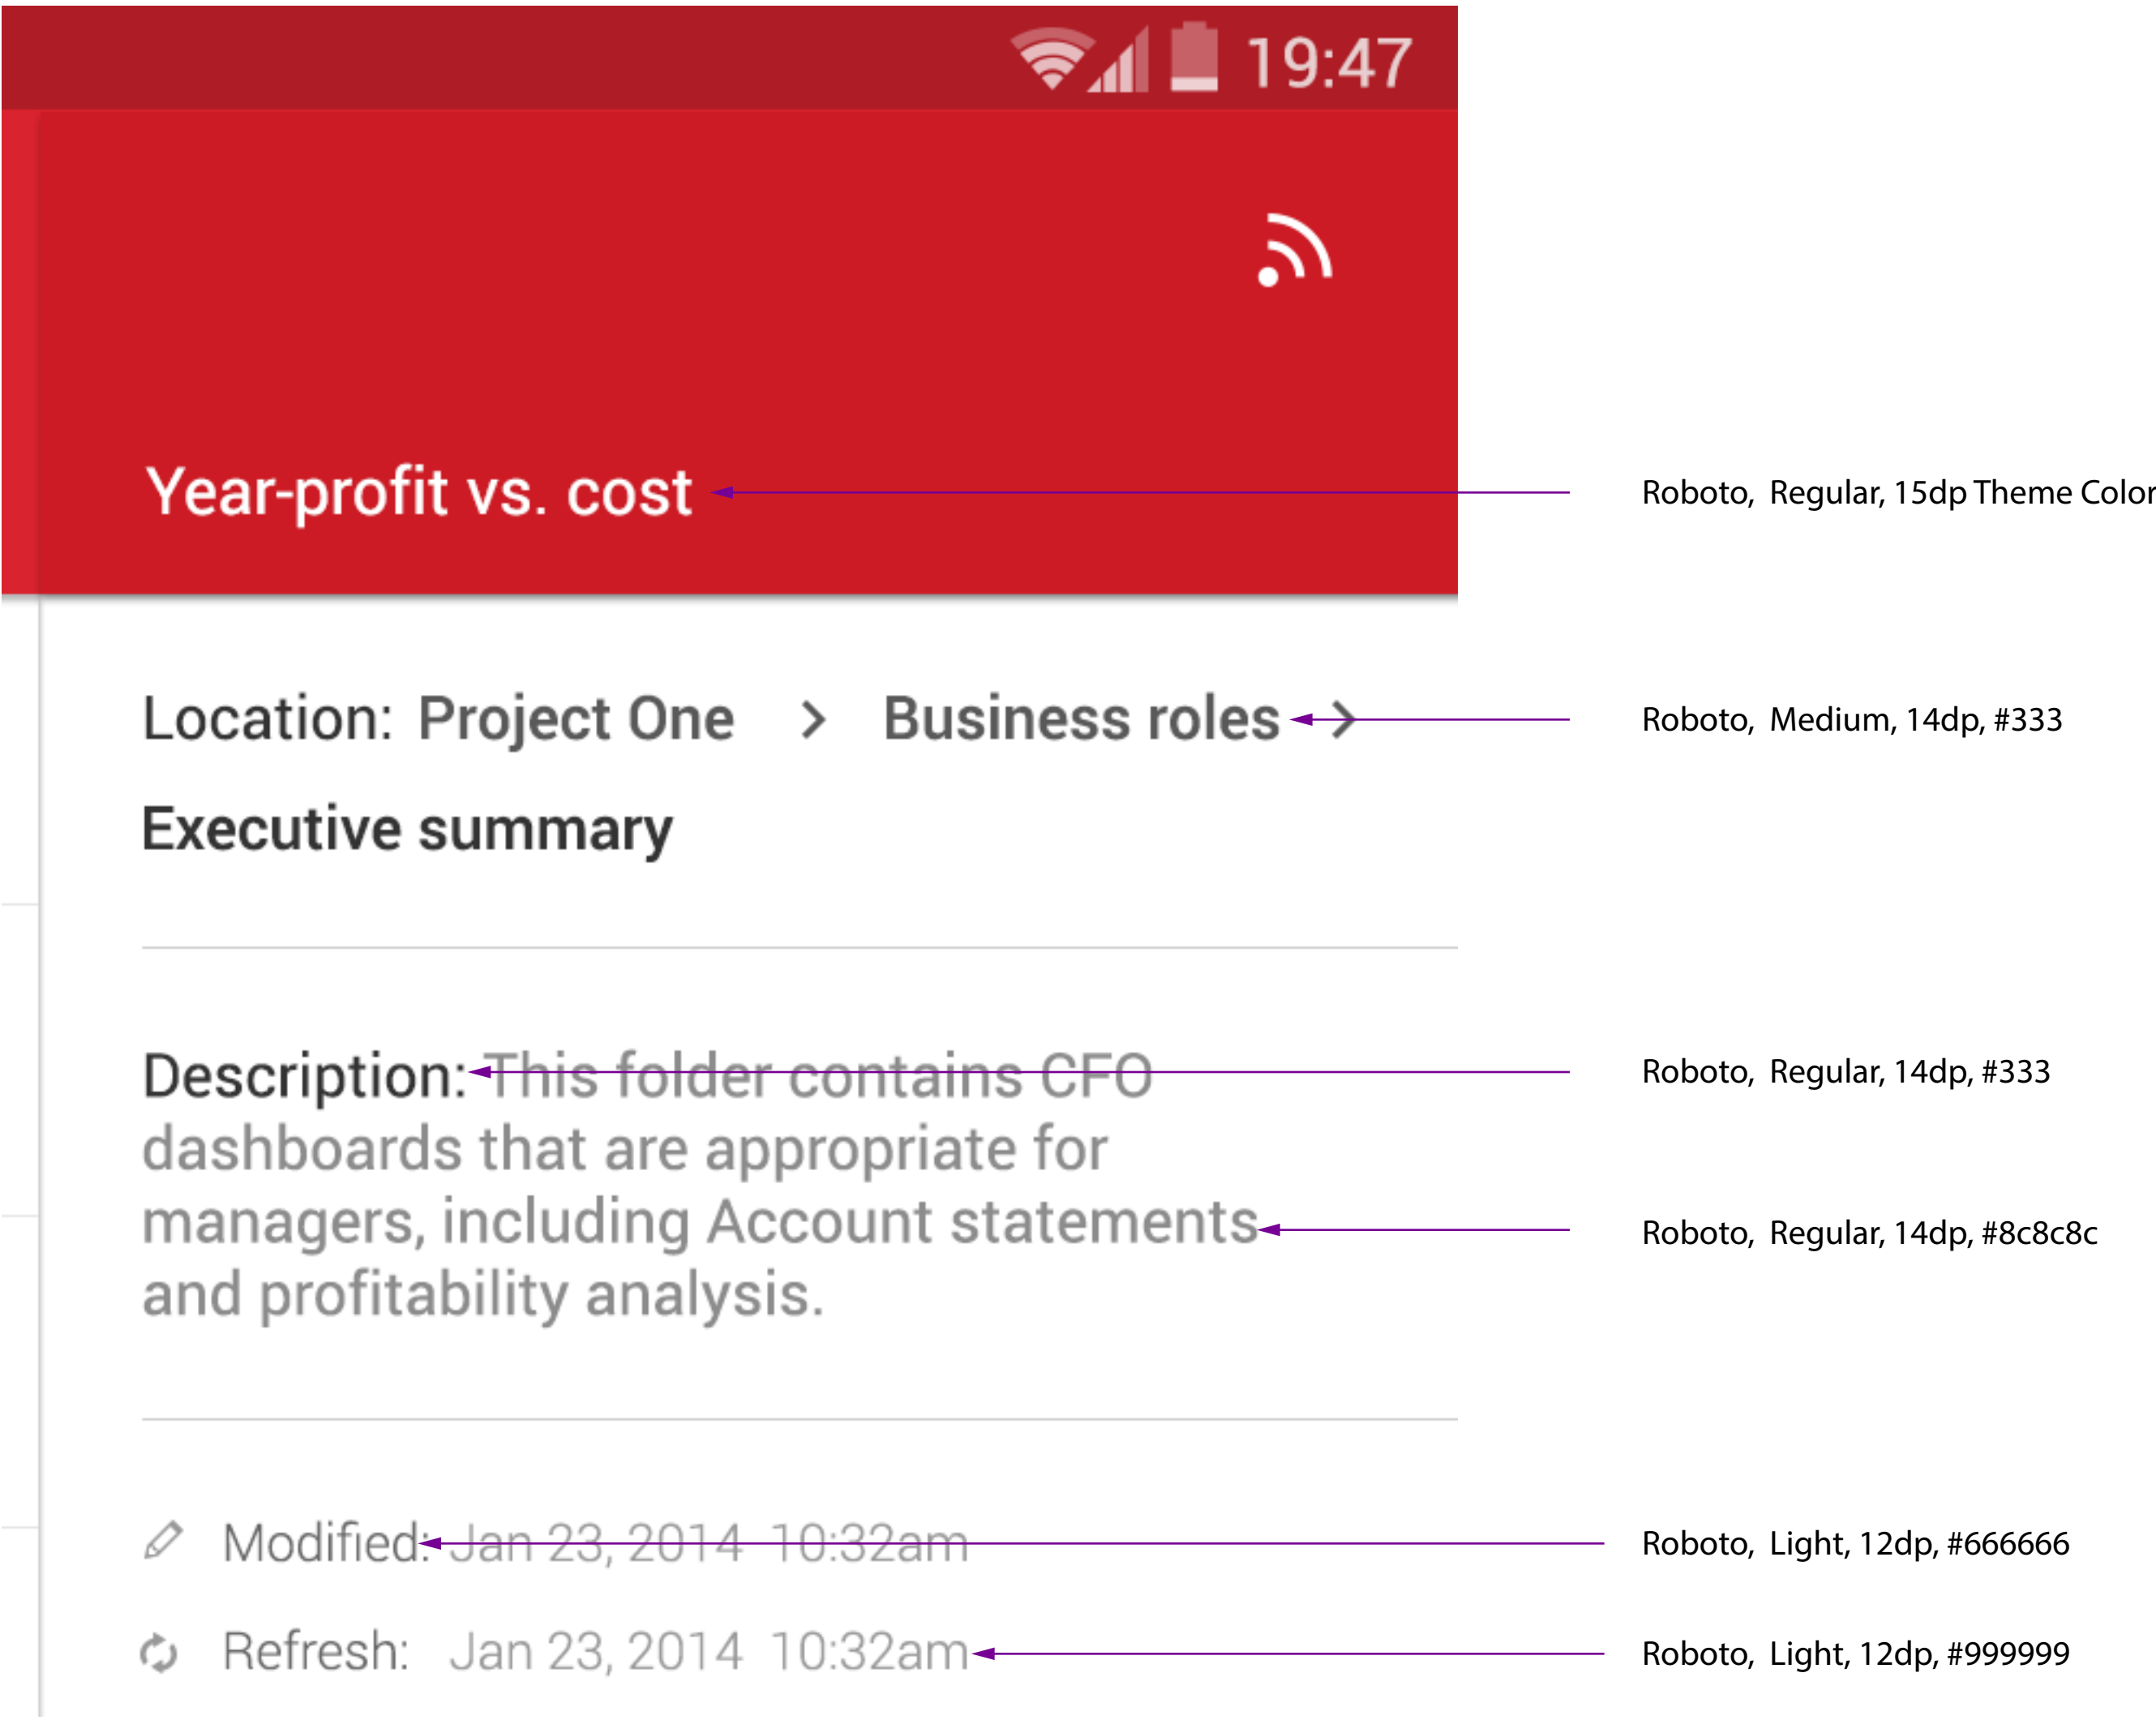 19:47
Year-profit vs. cost
Roboto, Regular, 15dp Theme Color
Location: Project One > Business roles >
Roboto, Medium, 14dp, #333
Executive summary
Description: This folder contains CFO
Roboto, Regular, 14dp, #333
dashboards that are appropriate for
managers, including Account statements
Roboto, Regular, 14dp, #8c8c8c
and profitability analysis.
Modified: Jan 23, 2014 10:32am
Roboto, Light, 12dp, #666666
Refresh: Jan 23, 2014 10:32am
Roboto, Light, 12dp, #999999